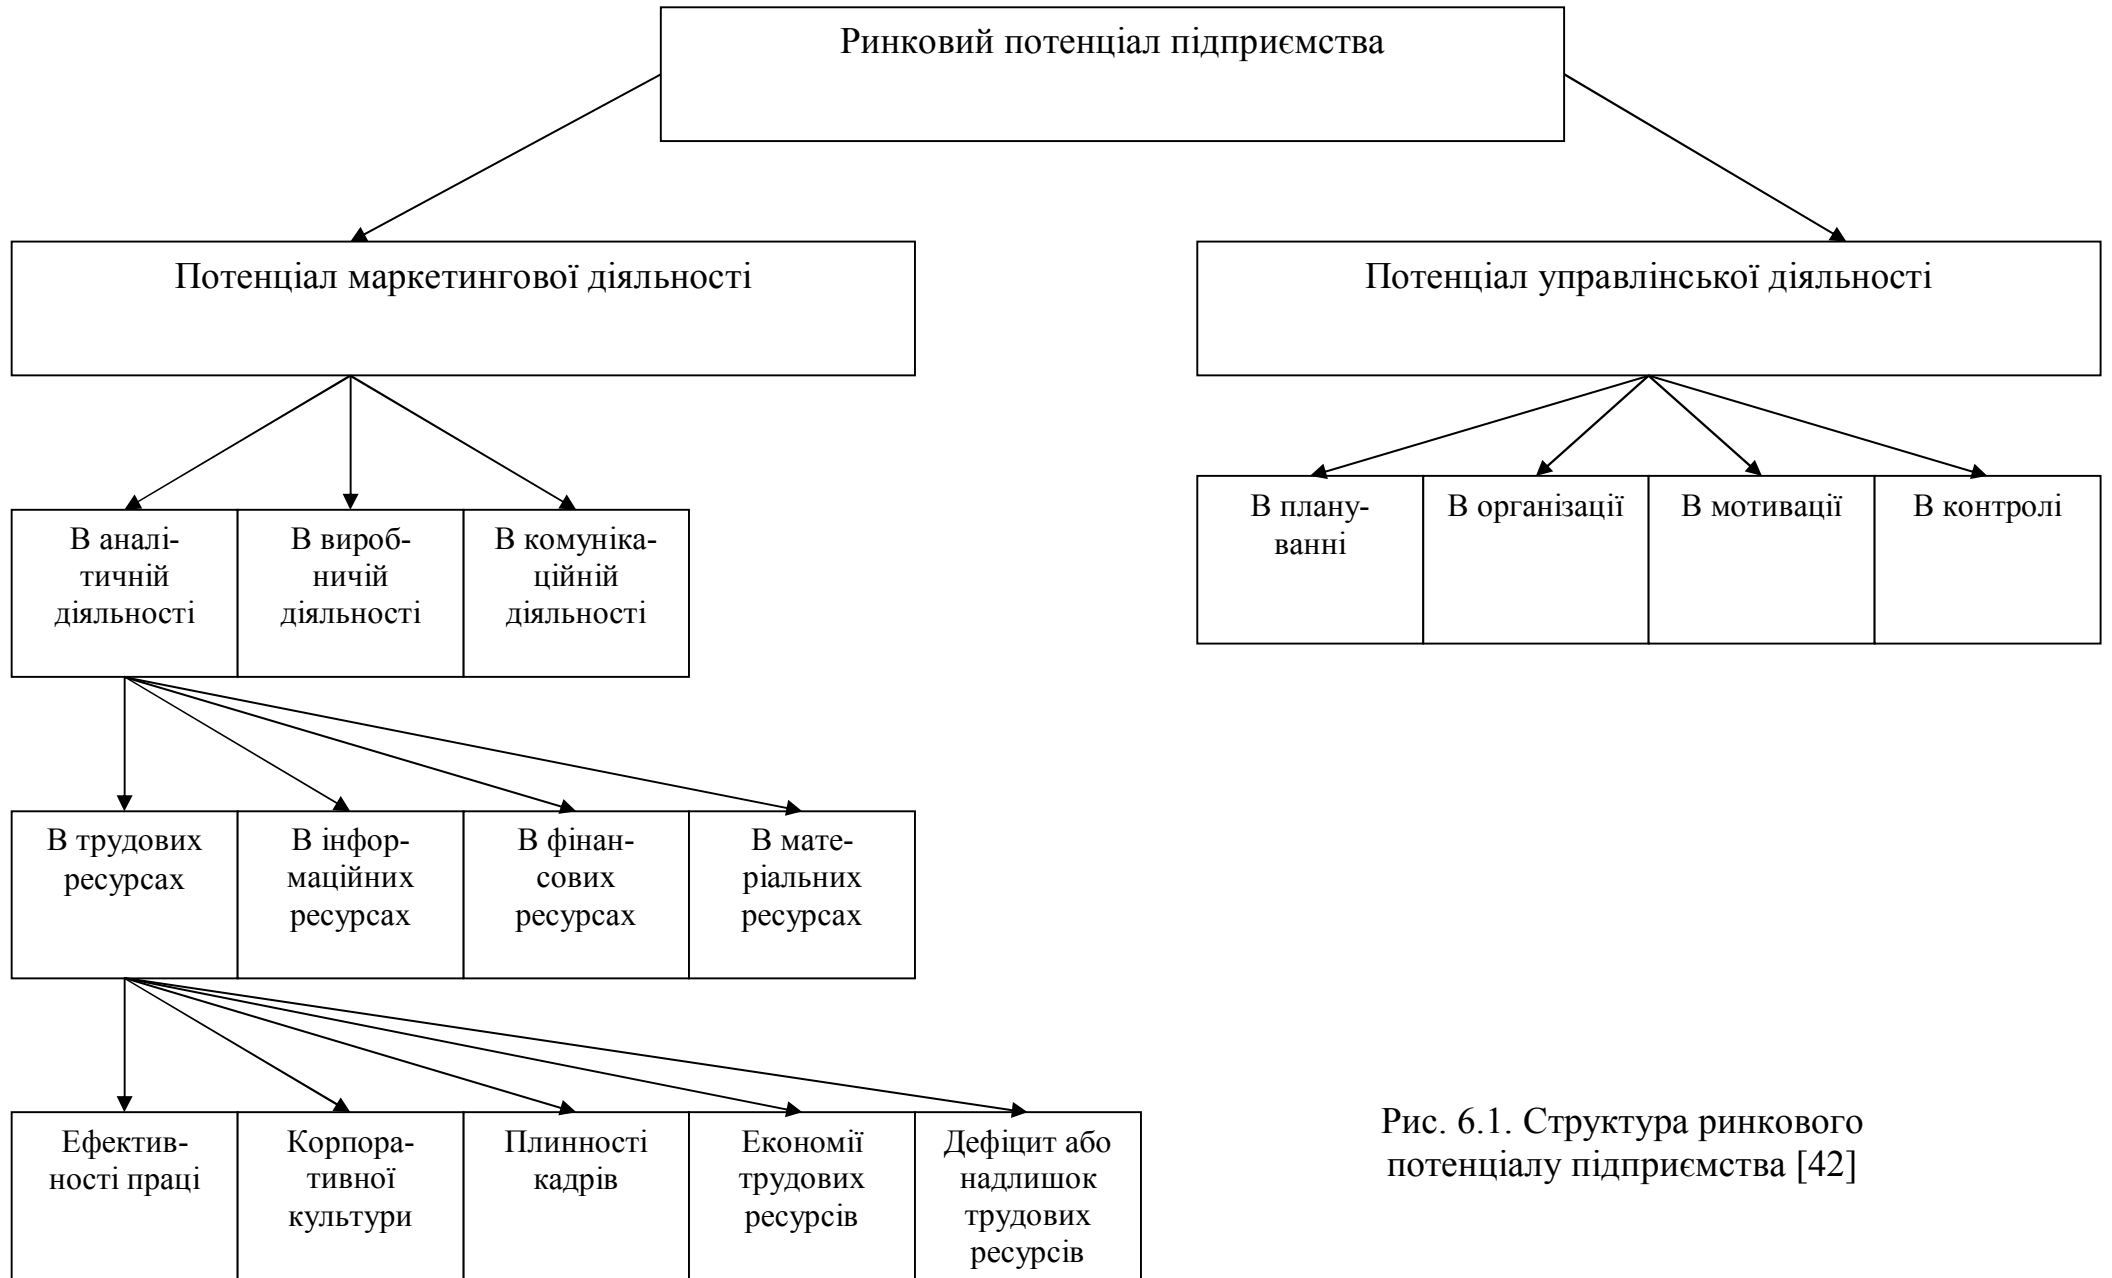 Ринковий потенціал підприємства
Потенціал маркетингової діяльності
Потенціал управлінської діяльності
В аналі-
тичній
діяльності
В вироб-
ничій
діяльності
В комуніка-
ційній
діяльності
В плану-
ванні
В організації
В мотивації
В контролі
В трудових
ресурсах
В інфор-
маційних
ресурсах
В фінан-
сових
ресурсах
В мате-
ріальних
ресурсах
Ефектив-
ності праці
Корпора-
тивної
культури
Плинності
кадрів
Економії
трудових
ресурсів
Дефіцит або
надлишок
трудових
ресурсів
Рис. 6.1. Структура ринкового
потенціалу підприємства [42]